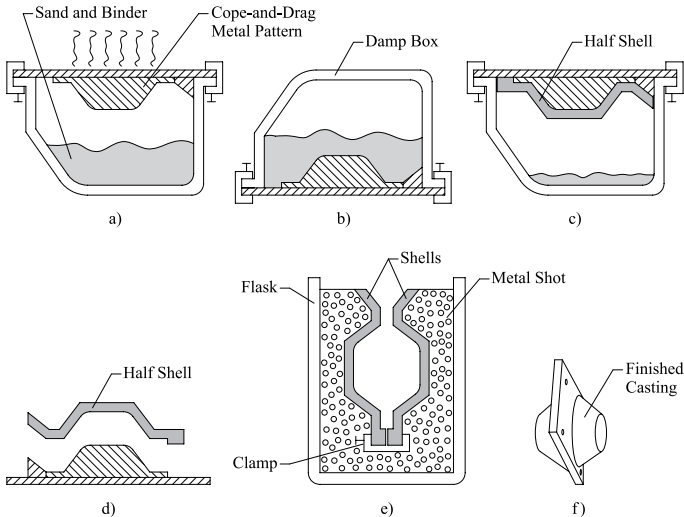 Sand and Binder
Cope-and-Drag
Metal Pattern
Damp Box
Half Shell
a)
b)
c)
Half Shell
d)
Flask
Shells
Metal Shot
Clamp
e)
Finished
Casting
f)